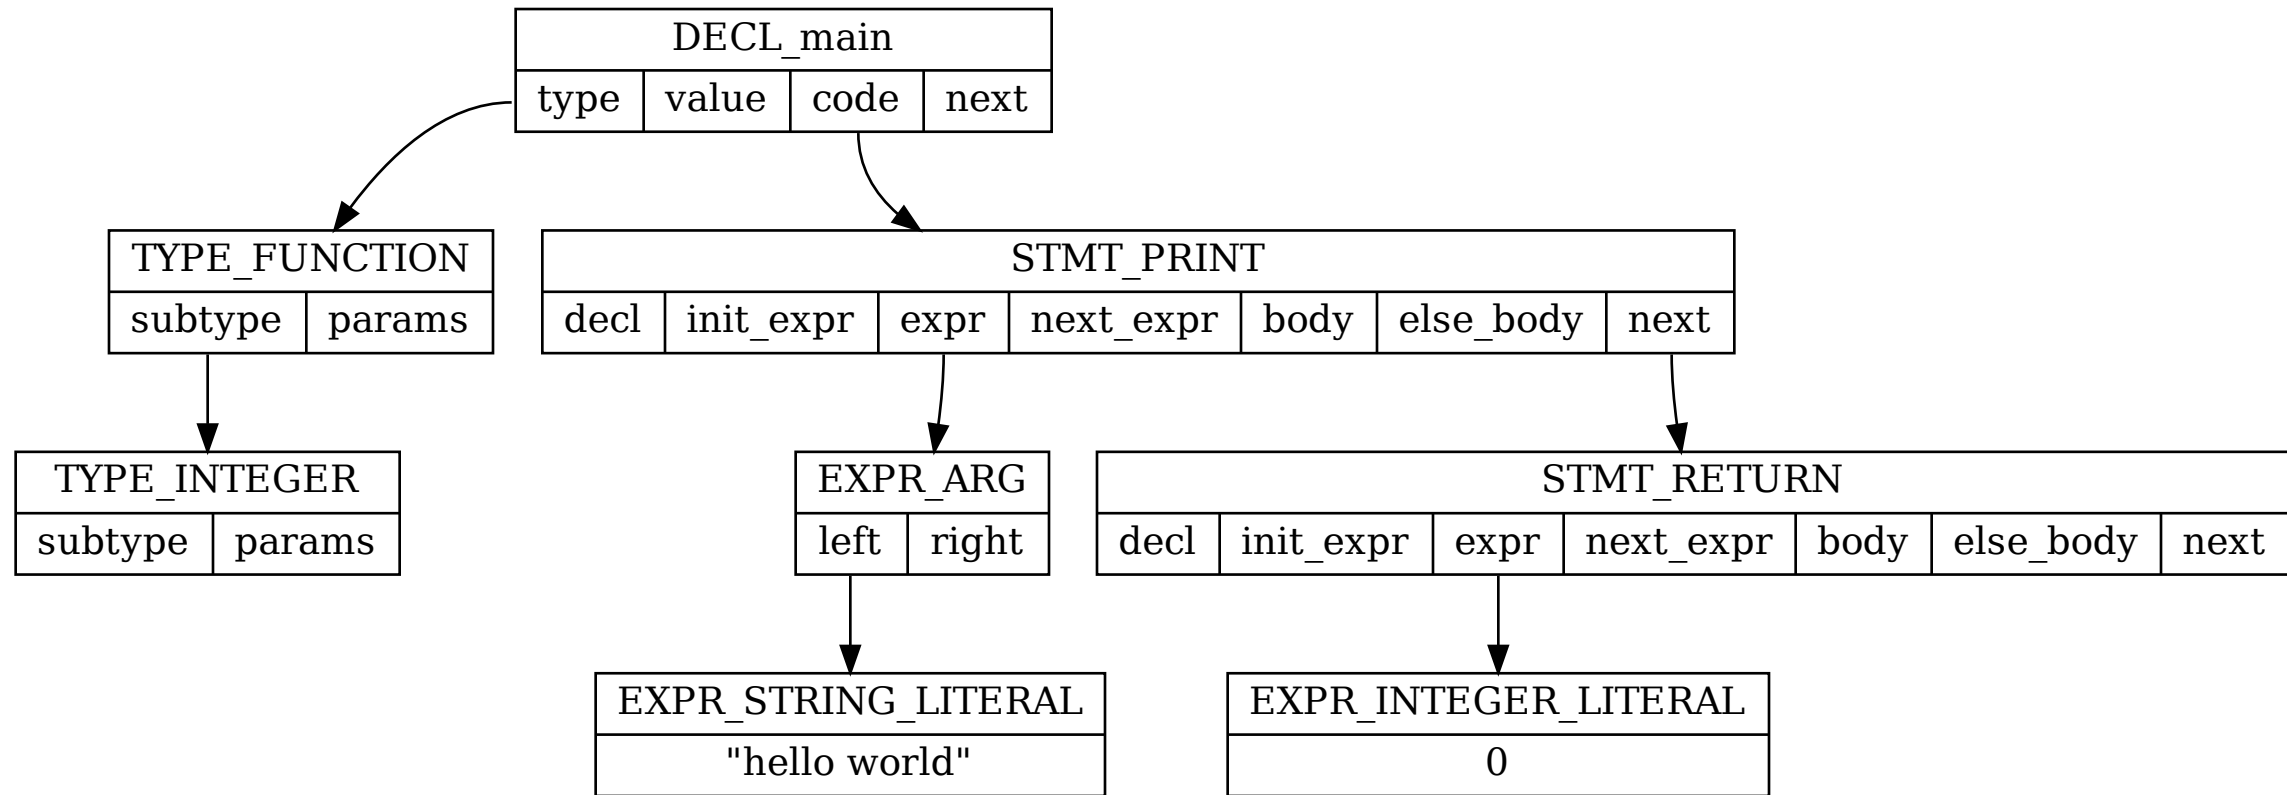 DECL_main
type value code next
TYPE_FUNCTION
subtype params
STMT_PRINT
decl init_expr expr next_expr body else_body next
TYPE_INTEGER
subtype params
EXPR_ARG
left right
STMT_RETURN
decl init_expr expr next_expr body else_body next
EXPR_STRING_LITERAL
"hello world"
EXPR_INTEGER_LITERAL
0